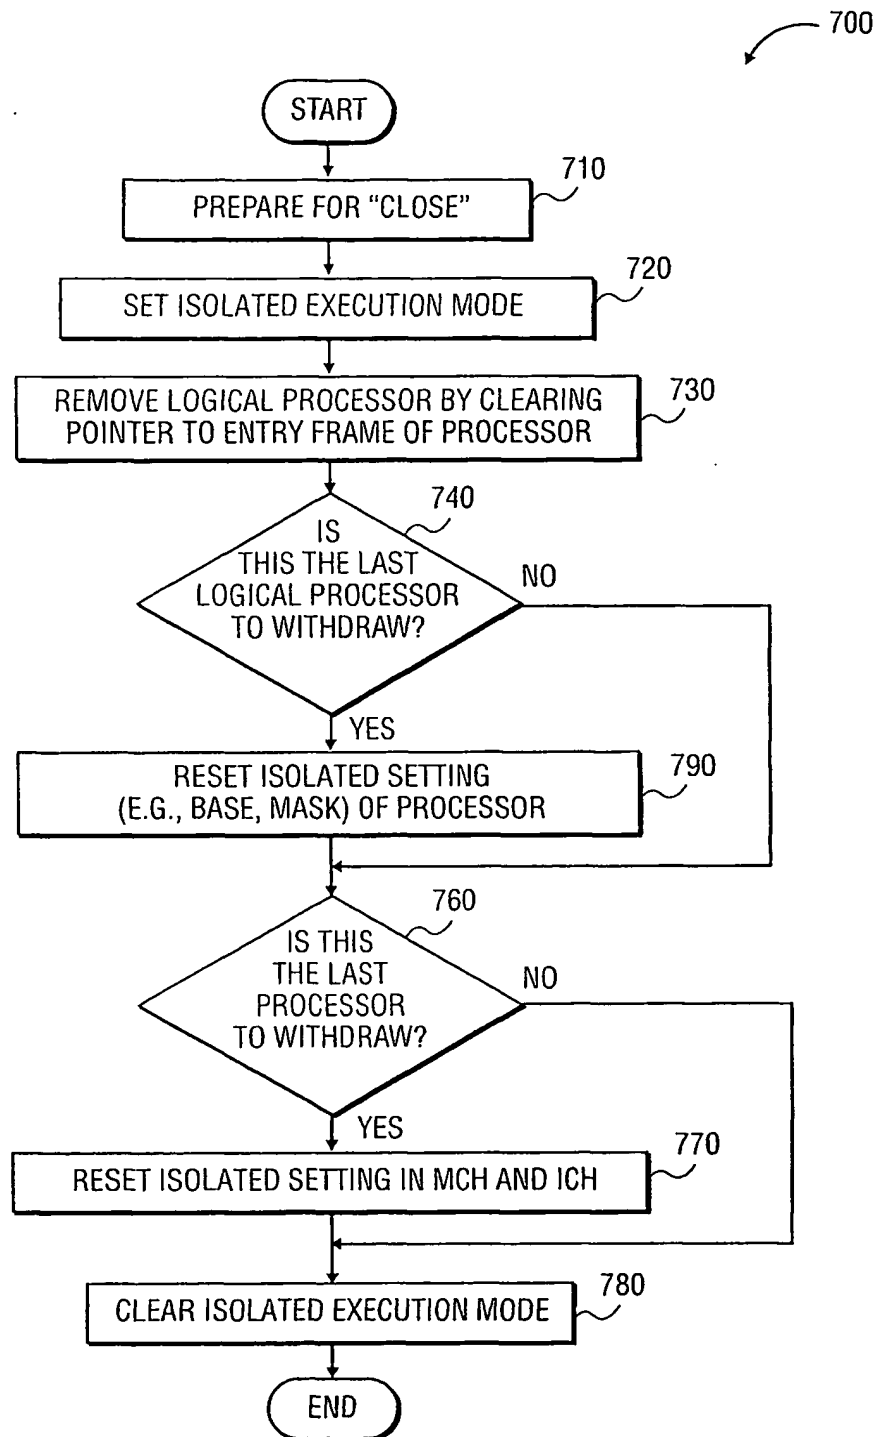 700
START
710
PREPARE FOR “CLOSE”
720
SET ISOLATED EXECUTION MODE
730
REMOVE LOGICAL PROCESSOR BY CLEARING
POINTER TO ENTRY FRAME OF PROCESSOR
740
IS
THIS THE LAST
LOGICAL PROCESSOR
TO WITHDRAW?
NO
YES
790
RESET ISOLATED SETTING
(E.G., BASE, MASK) OF PROCESSOR
760
IS THIS
THE LAST
PROCESSOR
TO WITHDRAW?
NO
YES
770
RESET ISOLATED SETTING IN MCH AND ICH
780
CLEAR ISOLATED EXECUTION MODE
END